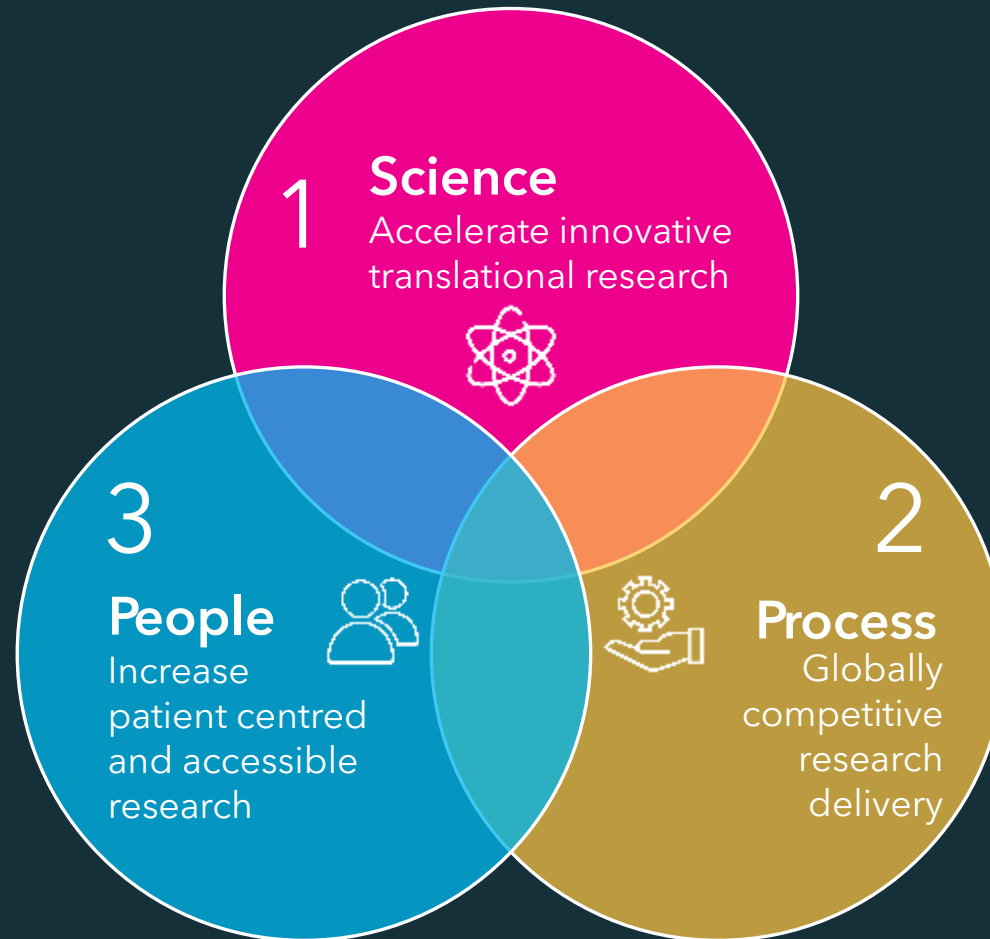 1
Science
Accelerate innovative
translational research
2
Process
Globally
competitive
research
delivery
3
People
Increase
patient centred
and accessible
research